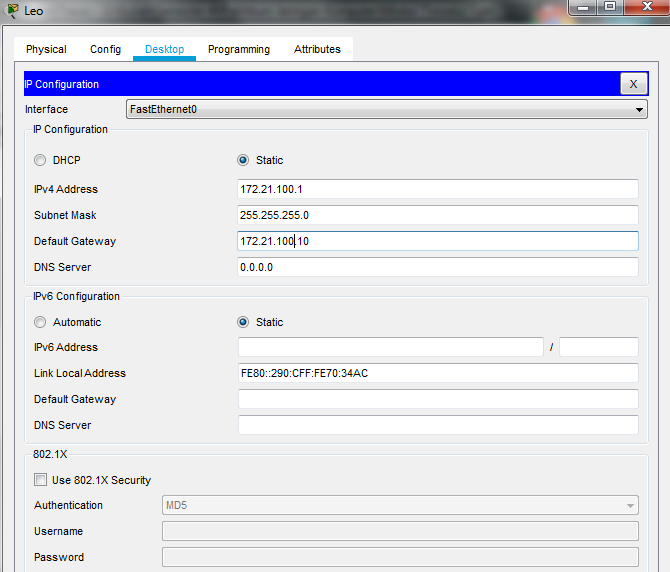 Leo
Physical Config Desktop Programming Attributes
IP Configuration X
Interface FastEthernet0
IP Configuration
DHCP Static
IPv4 Address 172.21.100.1
Subnet Mask 255.255.255.0
Default Gateway 172.21.100.10
DNS Server 0.0.0.0
IPv6 Configuration
Automatic Static
IPv6 Address /
Link Local Address FE80::290:CFF:FE70:34AC
Default Gateway
DNS Server
802.1X
Use 802.1X Security
Authentication MD5
Username
Password